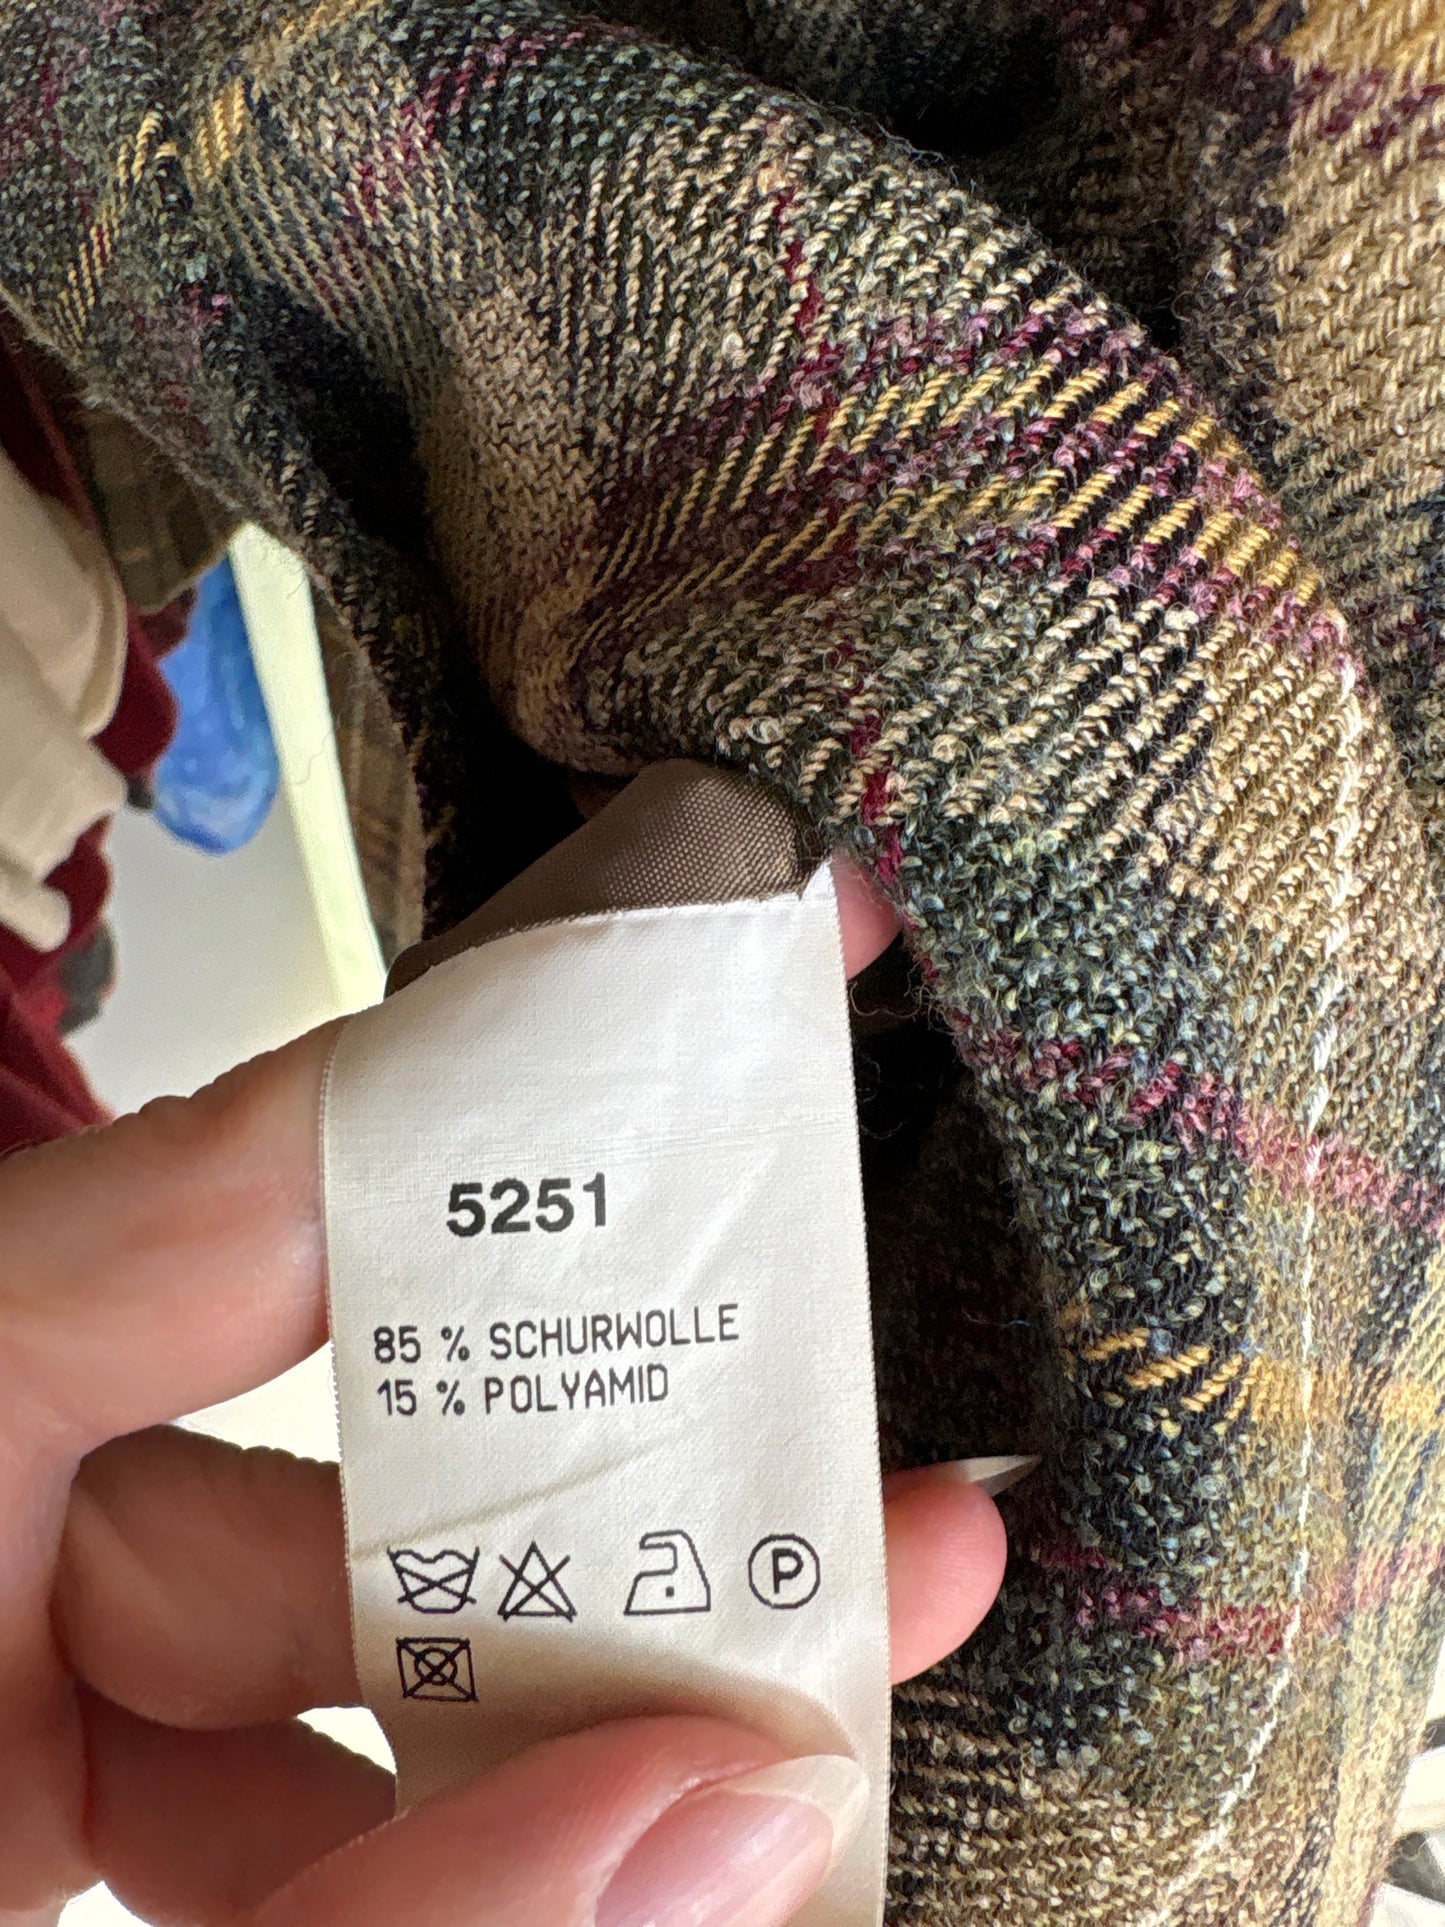 5251
85 % SCHURWOLLE
15 % POLYAMID
P